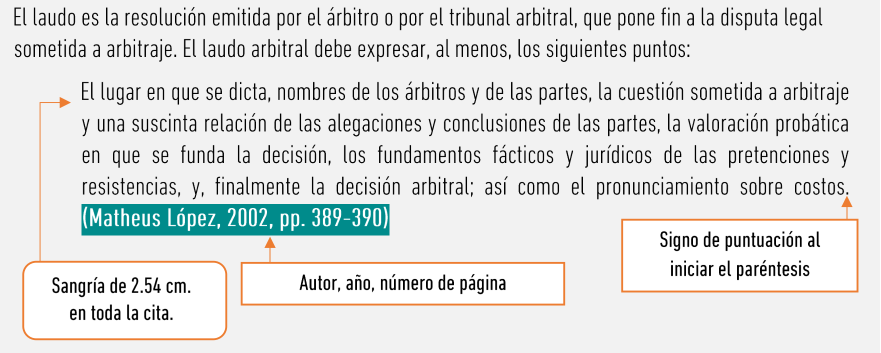 El laudo es la resolución emitida por el árbitro o por el tribunal arbitral, que pone fin a la disputa legal
sometida a arbitraje. El laudo arbitral debe expresar, al menos, los siguientes puntos:
El lugar en que se dicta, nombres de los árbitros y de las partes, la cuestión sometida a arbitraje
y una suscinta relación de las alegaciones y conclusiones de las partes, la valoración probática
en que se funda la decisión, los fundamentos fácticos y jurídicos de las pretenciones y
resistencias, y, finalmente la decisión arbitral; así como el pronunciamiento sobre costos.
(Matheus López, 2002, pp. 389-390)
Signo de puntuación al
iniciar el paréntesis
Sangría de 2.54 cm.
en toda la cita.
Autor, año, número de página